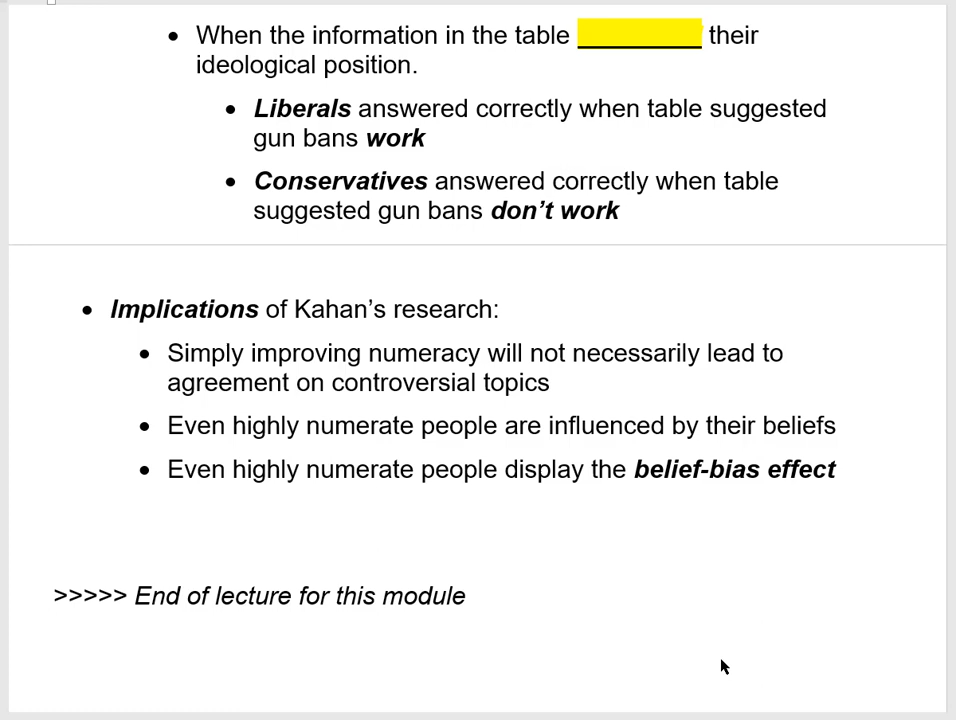 • When the information in the table __________ their
ideological position.
• Liberals answered correctly when table suggested
gun bans work
• Conservatives answered correctly when table
suggested gun bans don’t work
• Implications of Kahan’s research:
• Simply improving numeracy will not necessarily lead to
agreement on controversial topics
• Even highly numerate people are influenced by their beliefs
• Even highly numerate people display the belief-bias effect
>>>>> End of lecture for this module